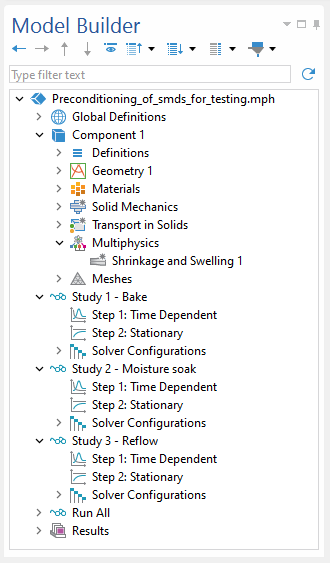 Model Builder
Type filter text
Preconditioning_of_smds_for_testing.mph
Global Definitions
Component 1
Definitions
Geometry 1
Materials
Solid Mechanics
Transport in Solids
Multiphysics
Shrinkage and Swelling 1
Meshes
Study 1 - Bake
Step 1: Time Dependent
Step 2: Stationary
Solver Configurations
Study 2 - Moisture soak
Step 1: Time Dependent
Step 2: Stationary
Solver Configurations
Study 3 - Reflow
Step 1: Time Dependent
Step 2: Stationary
Solver Configurations
Run All
Results